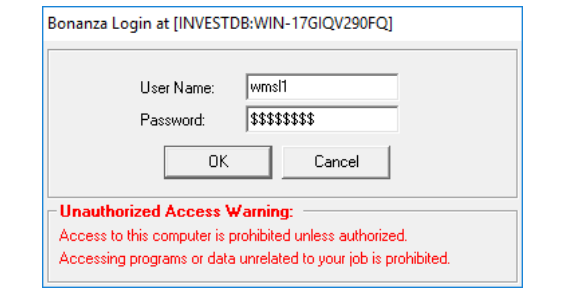 Bonanza Login at [INVESTDB:WIN-17GIQV290FQ]
User Name: wmsl1
Password: $$$$$$$$
OK Cancel
Unauthorized Access Warning:
Access to this computer is prohibited unless authorized.
Accessing programs or data unrelated to your job is prohibited.